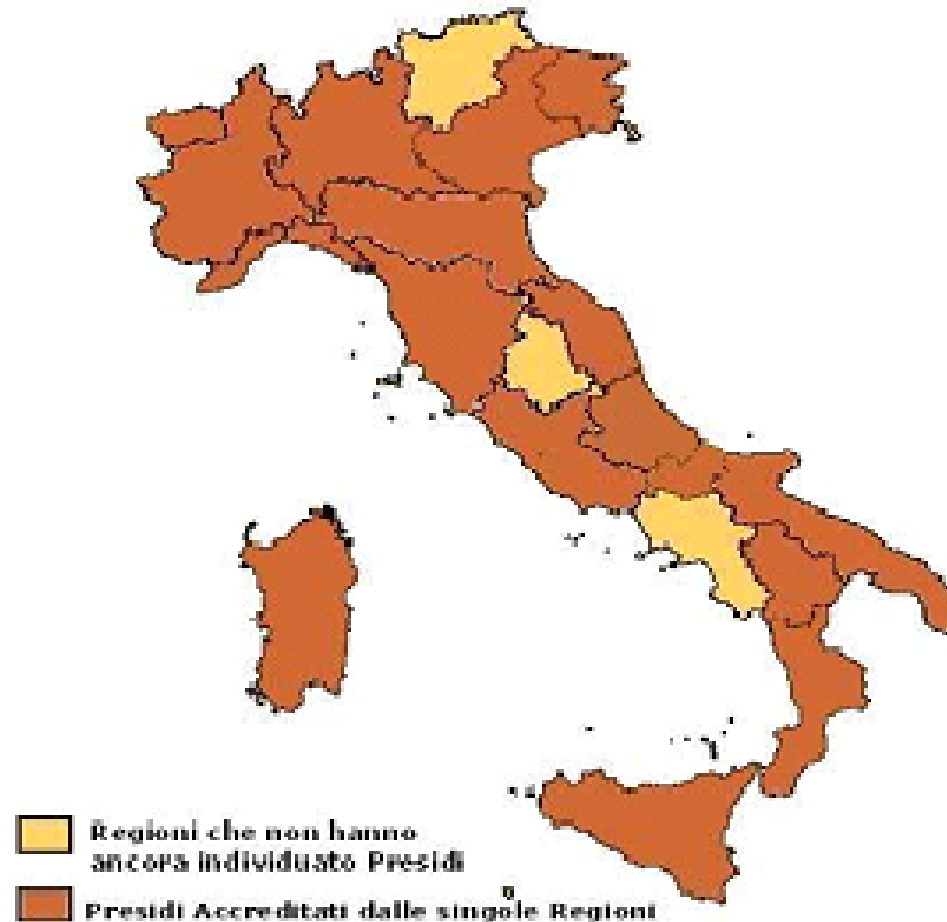 Regioni che non hanno
ancora individuato Presidi
Presidi Accreditati dalle singole Regioni